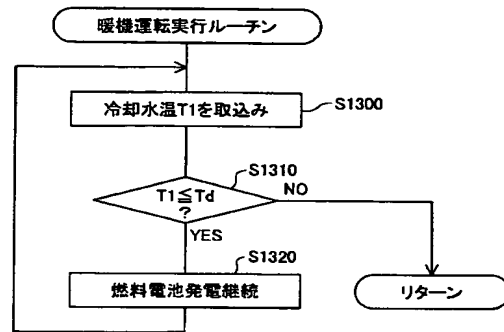 暖機運転実行ルーチン
冷却水温T1を取込み
S1300
S1310
T1≦Td
?
NO
YES
S1320
燃料電池発電継続
リターン